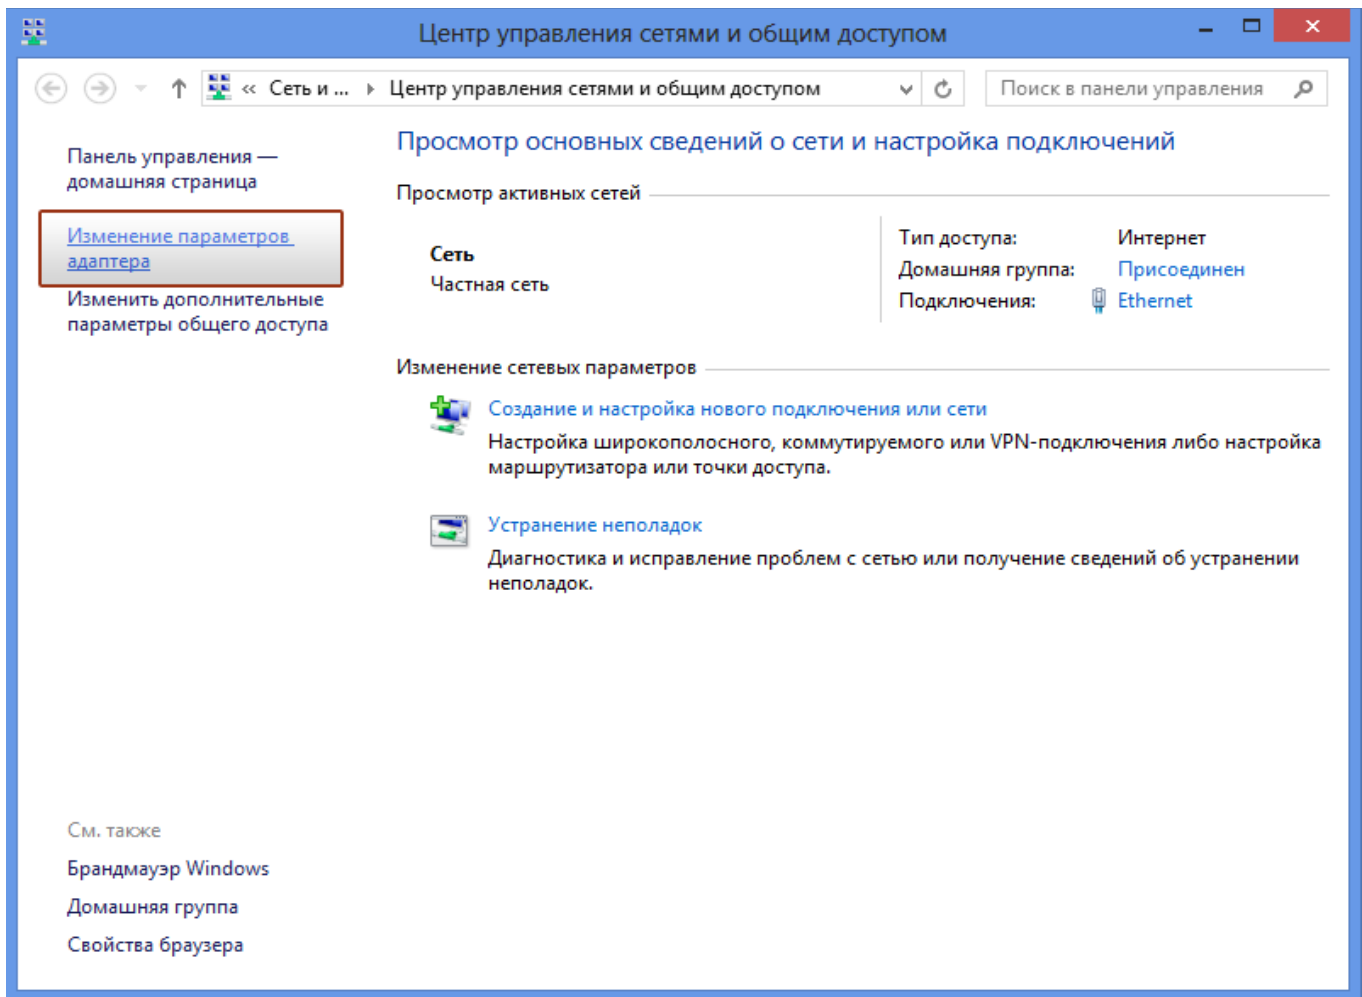 Центр управления сетями и общим доступом
« Сеть и ... Центр управления сетями и общим доступом Поиск в панели управления
Панель управления —
домашняя страница
Изменение параметров
адаптера
Изменить дополнительные
параметры общего доступа
Просмотр основных сведений о сети и настройка подключений
Просмотр активных сетей
Сеть
Частная сеть
Тип доступа: Интернет
Домашняя группа: Присоединен
Подключения: Ethernet
Изменение сетевых параметров
Создание и настройка нового подключения или сети
Настройка широкополосного, коммутируемого или VPN-подключения либо настройка
маршрутизатора или точки доступа.
Устранение неполадок
Диагностика и исправление проблем с сетью или получение сведений об устранении
неполадок.
См. также
Брандмауэр Windows
Домашняя группа
Свойства браузера